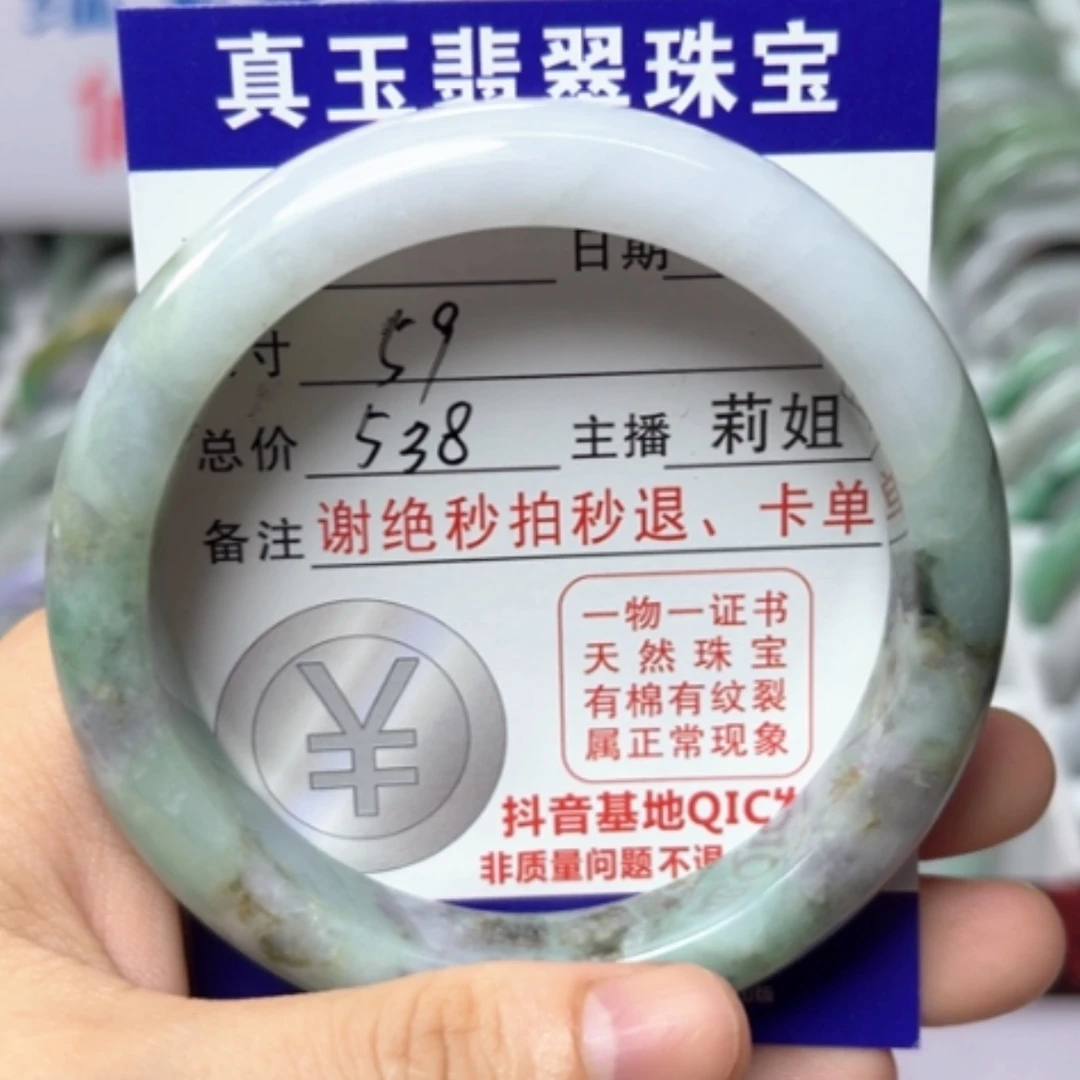 真玉翡翠珠宝
日期
寸 59
总价 538 主播 莉姐
备注 谢绝秒拍秒退、卡单
一物一证书
天然珠宝
有棉有纹裂
属正常现象
抖音基地QIC
非质量问题不退